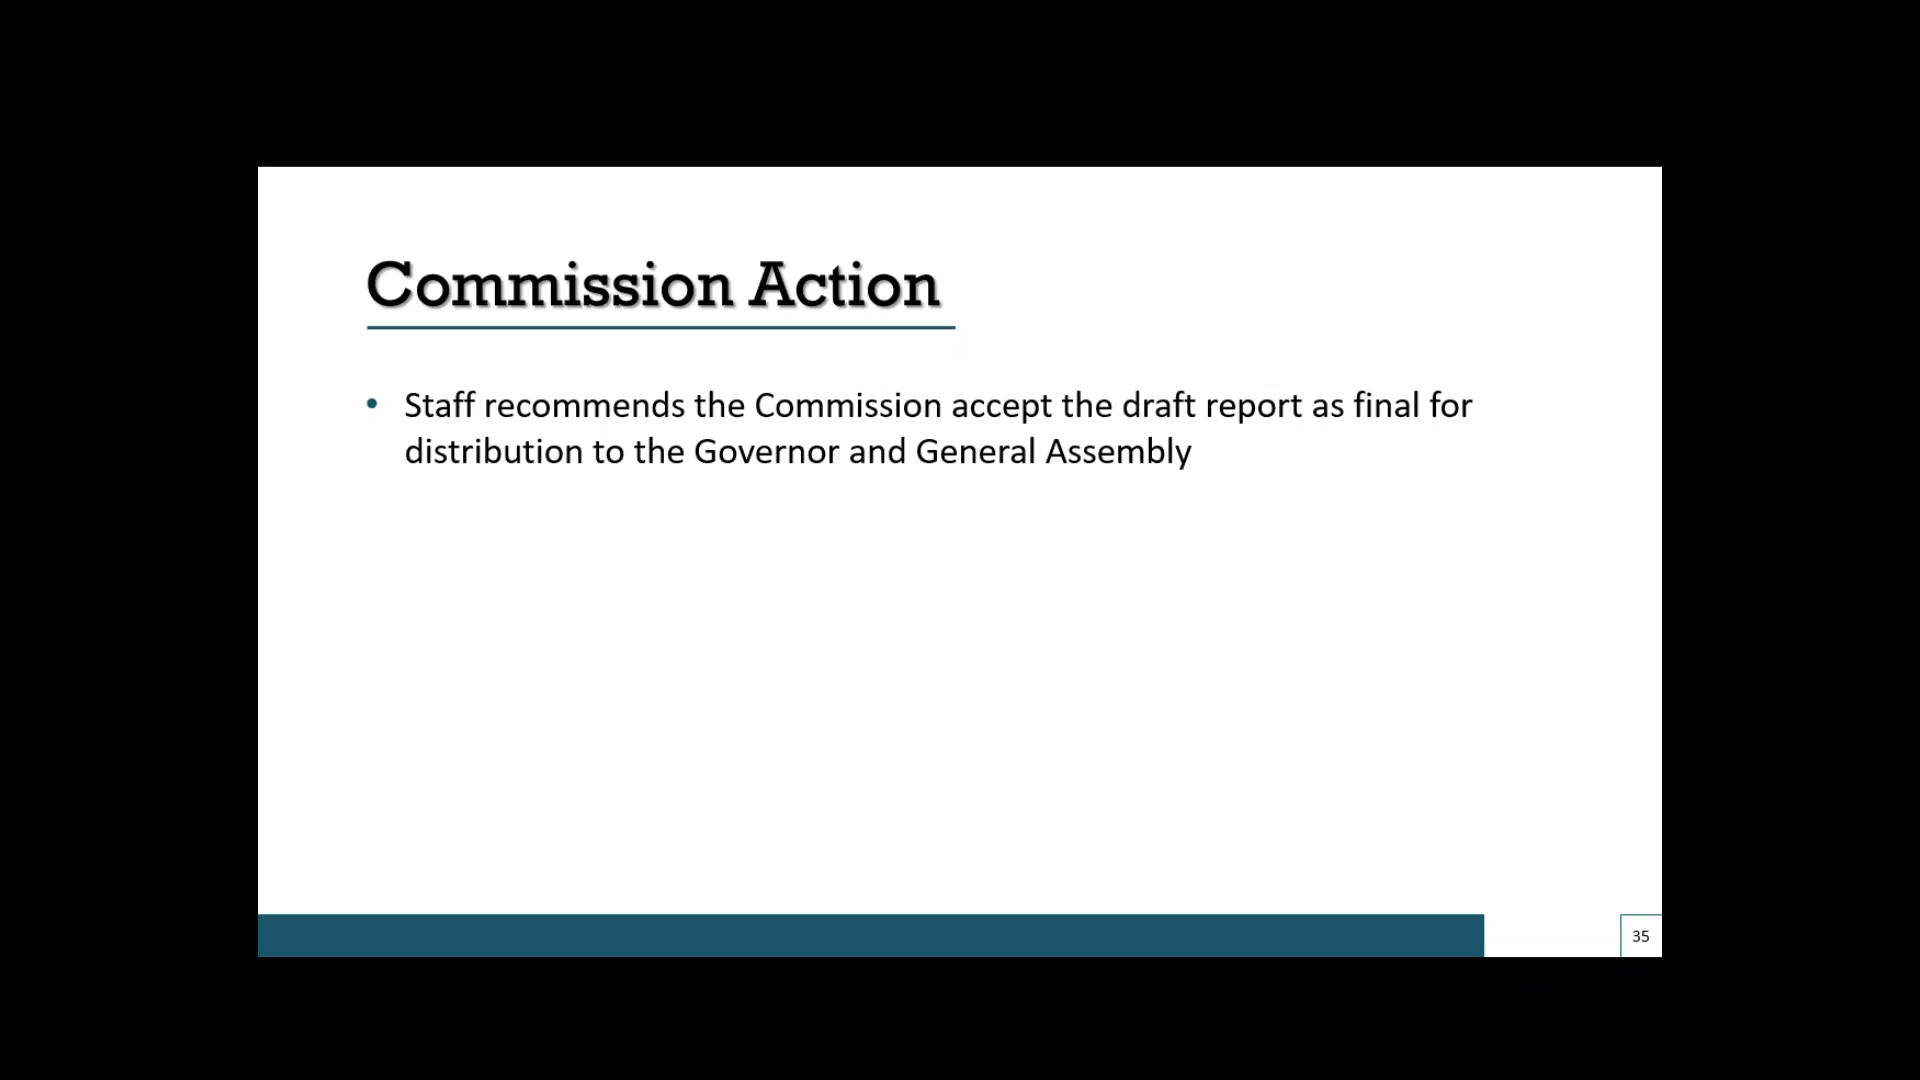 Commission Action
• Staff recommends the Commission accept the draft report as final for
distribution to the Governor and General Assembly
35